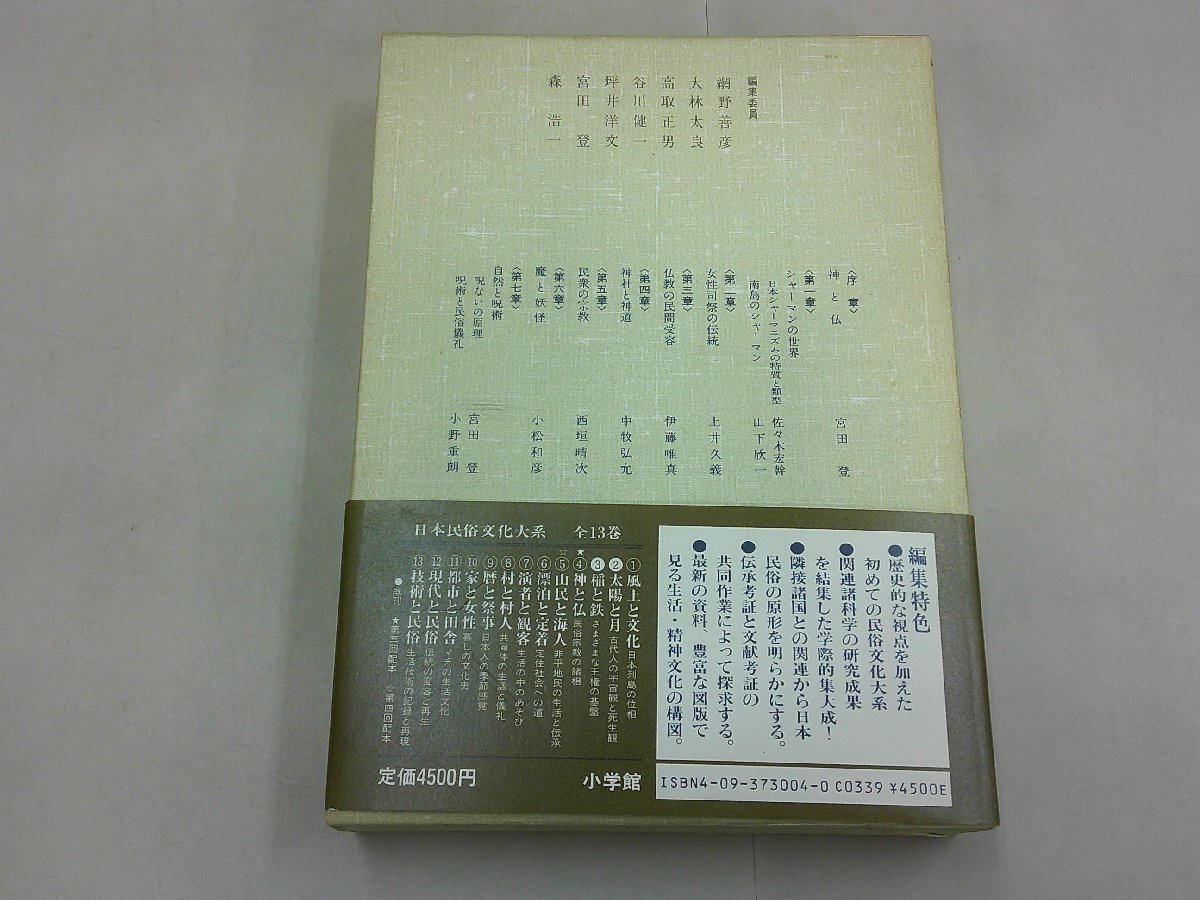 編集委員
網野善彦
大林太良
高取正男
谷川健一
坪井洋文
宮田登
森浩一
〈序章〉
神と仏 宮田登
〈第一章〉
シャーマンの世界
日本シャーマニズムの特質と類型 佐々木宏幹
南島のシャーマン 山下欣一
〈第二章〉
女性司祭の伝統 上井久義
〈第三章〉
仏教の民間受容 伊藤唯真
〈第四章〉
神社と神道 中牧弘允
〈第五章〉
民衆の宗教 西垣晴次
〈第六章〉
魔と妖怪 小松和彦
〈第七章〉
自然と呪術
呪ないの原理 宮田登
呪術と民俗儀礼 小野重朗
日本民俗文化大系 全13巻
①風土と文化 日本列島の位相
❷太陽と月 古代人の宇宙観と死生観
❸稲と鉄 さまざまな王権の基盤
★④神と仏 民俗宗教の諸相
☆⑤山民と海人 非平地民の生活と伝承
⑥漂泊と定着 定住社会への道
⑦演者と観客 生活の中のあそび
⑧村と村人 共同体の生活と儀礼
⑨暦と祭事 日本人の季節感覚
⑩家と女性 暮しの文化史
⑪都市と田舎 マチの生活文化
⑫現代と民俗 伝統の変容と再生
⑬技術と民俗 生活技術の記録と再現
●既刊 ★第三回配本 ☆第四回配本
定価4500円
小学館
編集特色
●歴史的な視点を加えた
初めての民俗文化大系
●関連諸科学の研究成果
を結集した学際的集大成!
●隣接諸国との関連から日本
民俗の原形を明らかにする。
●伝承考証と文献考証の
共同作業によって探求する。
●最新の資料、豊富な図版で
見る生活・精神文化の構図。
ISBN4-09-373004-0 C0339 ¥4500E